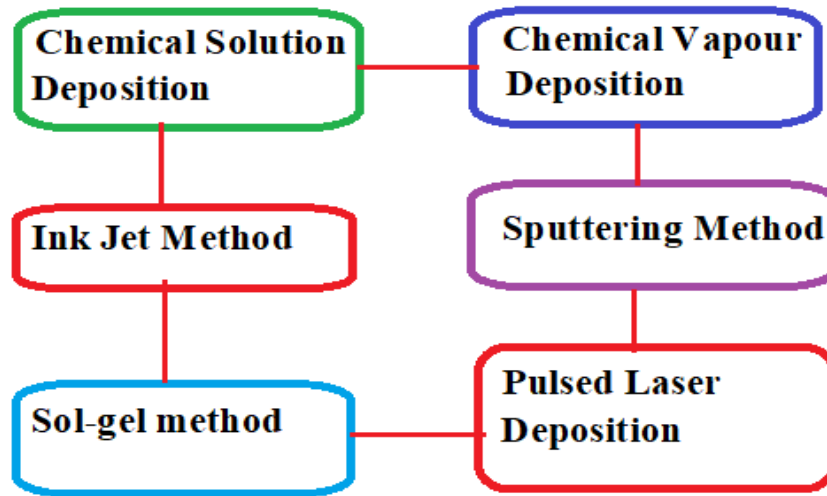 Chemical Solution
Deposition
Chemical Vapour
Deposition
Ink Jet Method
Sputtering Method
Sol-gel method
Pulsed Laser
Deposition